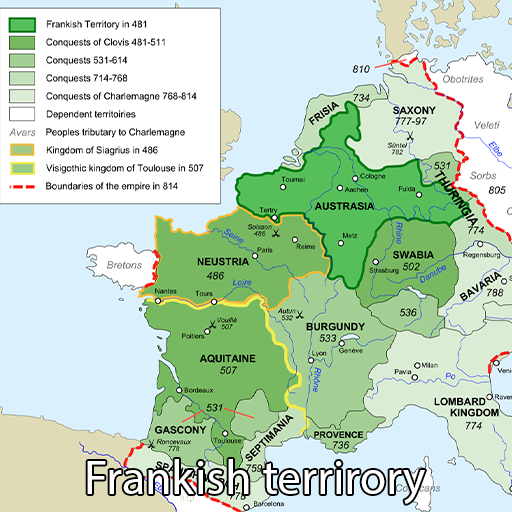 Frankish Territory in 481
Conquests of Clovis 481-511
Conquests 531-614
Conquests 714-768
Conquests of Charlemagne 768-814
Dependent territoiries
Avars Peoples tributary to Charlemagne
Kingdom of Siagrius in 486
Visigothic kingdom of Toulouse in 507
Boundaries of the empire in 814
810
Obotrites
FRISIA
734
SAXONY
777-97
Süntel
782
Veleti
Elbe
531
THURINGIA
Sorbs
805
Tournai
Cologne
Aachen
Fulda
AUSTRASIA
Tertry
774
Soisson
486
Seine
Reims
Metz
Rhine
Paris
NEUSTRIA
486
Bretons
SWABIA
502
Regensburg
Strasburg
Danube
BAVARIA
788
Nantes
Tours
Loire
Autun
532
536
Vouillé
507
Poitiers
BURGUNDY
533
Genève
Lyon
AQUITAINE
507
Rhône
Milan
Pavia
Po
Bordeaux
LOMBARD
KINGDOM
774
531
GASCONY
Roncevaux
778
Toulouse
SEPTIMANIA
759
PROVENCE
736
Barcelona
Frankish terrirory